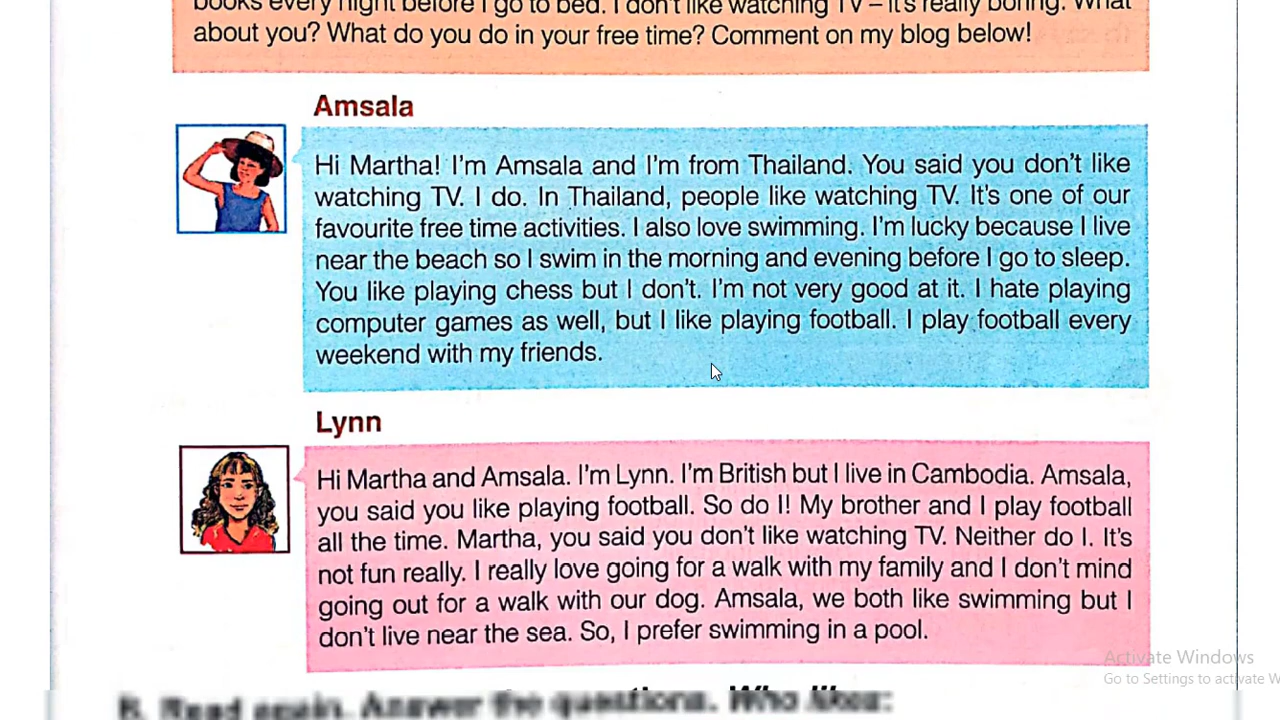 books every night before I go to bed. I don't like watching TV – it's really boring. What
about you? What do you do in your free time? Comment on my blog below!
Amsala
Hi Martha! I'm Amsala and I'm from Thailand. You said you don't like
watching TV. I do. In Thailand, people like watching TV. It's one of our
favourite free time activities. I also love swimming. I'm lucky because I live
near the beach so I swim in the morning and evening before I go to sleep.
You like playing chess but I don't. I'm not very good at it. I hate playing
computer games as well, but I like playing football. I play football every
weekend with my friends.
Lynn
Hi Martha and Amsala. I'm Lynn. I'm British but I live in Cambodia. Amsala,
you said you like playing football. So do I! My brother and I play football
all the time. Martha, you said you don't like watching TV. Neither do I. It's
not fun really. I really love going for a walk with my family and I don't mind
going out for a walk with our dog. Amsala, we both like swimming but I
don't live near the sea. So, I prefer swimming in a pool.
Activate Windows
Go to Settings to activate W
B. Read again. Answer the questions. Who likes: